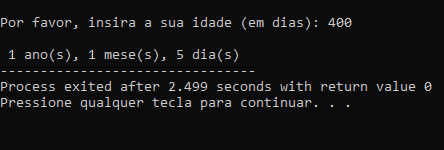 Por favor, insira a sua idade (em dias): 400
1 ano(s), 1 mese(s), 5 dia(s)
--------------------------------
Process exited after 2.499 seconds with return value 0
Pressione qualquer tecla para continuar. . .